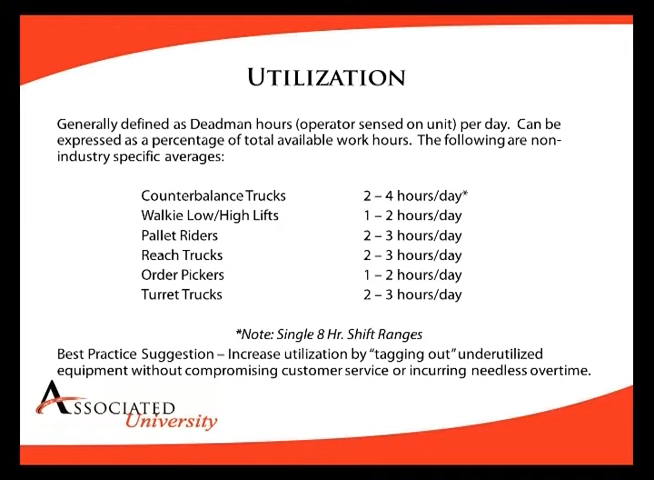 UTILIZATION
Generally defined as Deadman hours (operator sensed on unit) per day. Can be
expressed as a percentage of total available work hours. The following are non-
industry specific averages:
Counterbalance Trucks 2 – 4 hours/day*
Walkie Low/High Lifts 1 – 2 hours/day
Pallet Riders 2 – 3 hours/day
Reach Trucks 2 – 3 hours/day
Order Pickers 1 – 2 hours/day
Turret Trucks 2 – 3 hours/day
*Note: Single 8 Hr. Shift Ranges
Best Practice Suggestion – Increase utilization by “tagging out” underutilized
equipment without compromising customer service or incurring needless overtime.
ASSOCIATED
University